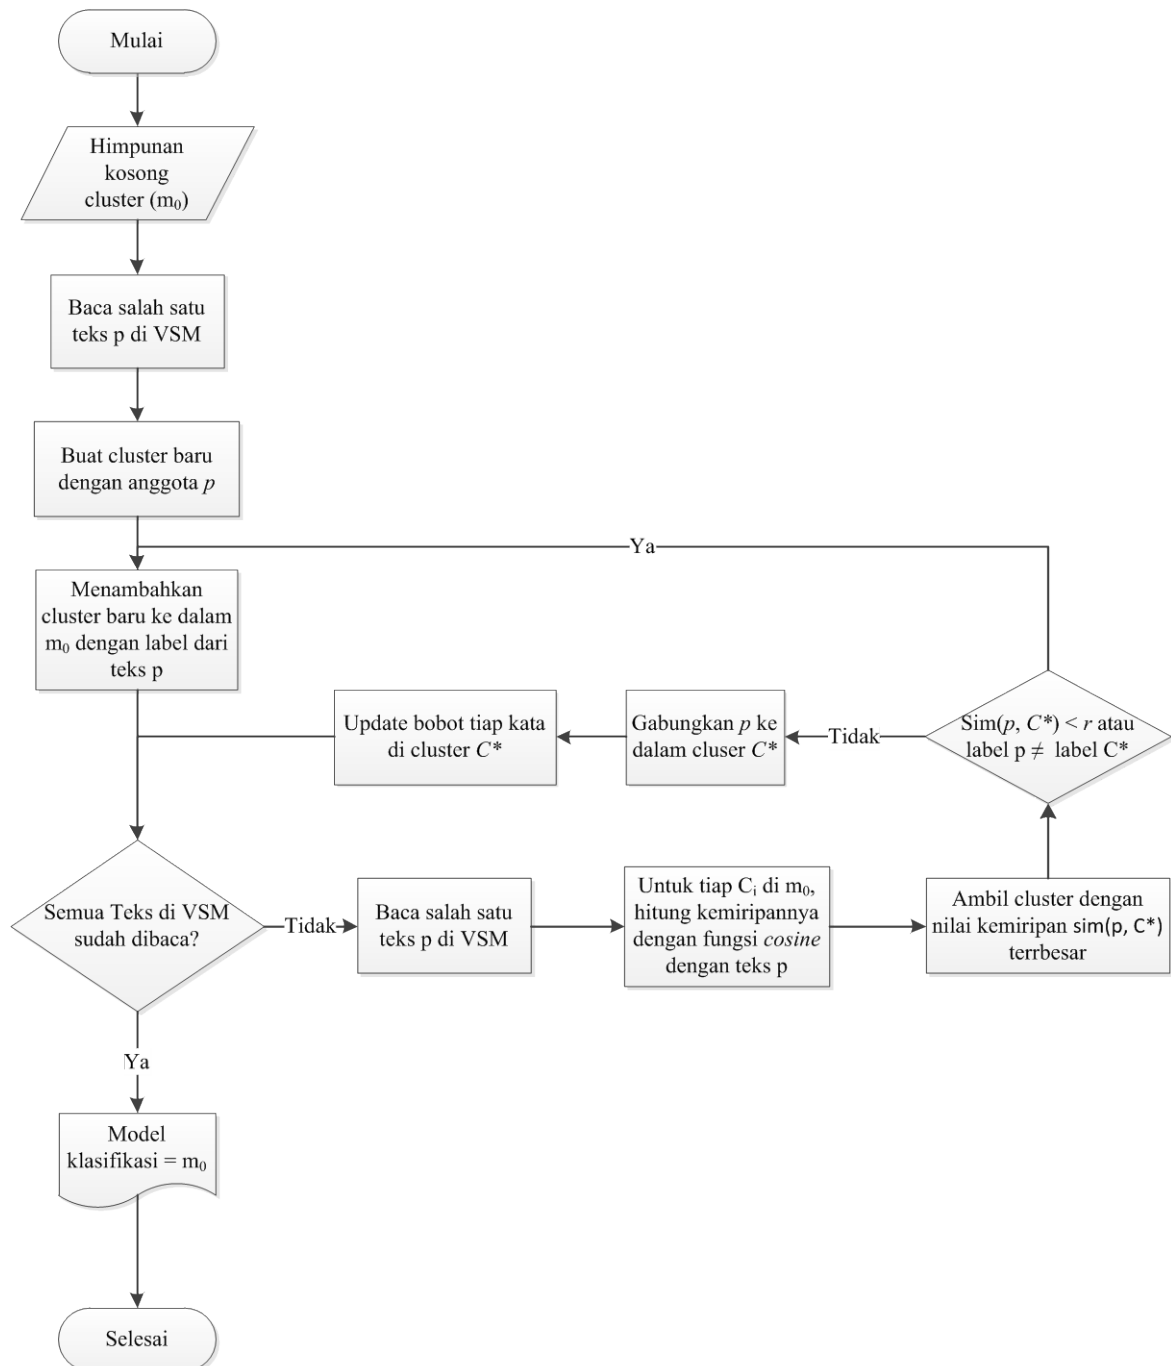 Mulai
Himpunan
kosong
cluster (m₀)
Baca salah satu
teks p di VSM
Buat cluster baru
dengan anggota p
Ya
Menambahkan
cluster baru ke dalam
m₀ dengan label dari
teks p
Update bobot tiap kata
di cluster C*
Gabungkan p ke
dalam cluser C*
Tidak
Sim(p, C*) < r atau
label p ≠ label C*
Semua Teks di VSM
sudah dibaca?
Tidak
Baca salah satu
teks p di VSM
Untuk tiap Cᵢ di m₀,
hitung kemiripannya
dengan fungsi cosine
dengan teks p
Ambil cluster dengan
nilai kemiripan sim(p, C*)
terrbesar
Ya
Model
klasifikasi = m₀
Selesai